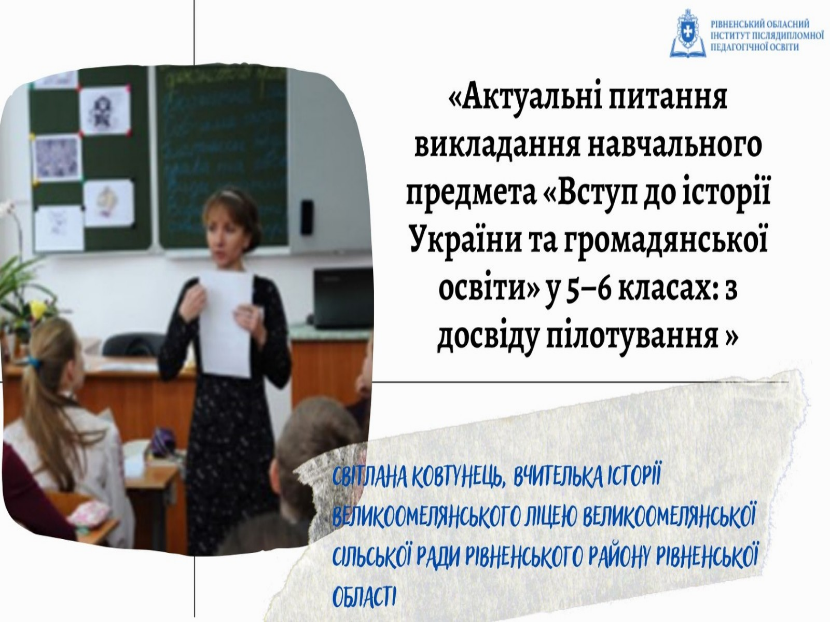 РІВНЕНСЬКИЙ ОБЛАСНИЙ
ІНСТИТУТ ПІСЛЯДИПЛОМНОЇ
ПЕДАГОГІЧНОЇ ОСВІТИ
«Актуальні питання
викладання навчального
предмета «Вступ до історії
України та громадянської
освіти» у 5–6 класах: з
досвіду пілотування »
СВІТЛАНА КОВТУНЕЦЬ, ВЧИТЕЛЬКА ІСТОРІЇ
ВЕЛИКООМЕЛЯНСЬКОГО ЛІЦЕЮ ВЕЛИКООМЕЛЯНСЬКОЇ
СІЛЬСЬКОЇ РАДИ РІВНЕНСЬКОГО РАЙОНУ РІВНЕНСЬКОЇ
ОБЛАСТІ